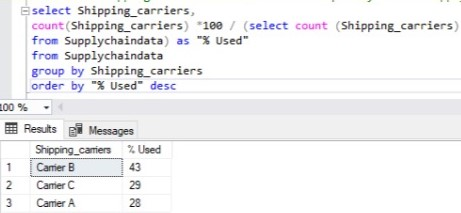 select Shipping_carriers,
count(Shipping_carriers) *100 / (select count (Shipping_carriers)
from Supplychaindata) as "% Used"
from Supplychaindata
group by Shipping_carriers
order by "% Used" desc
100 %
Results Messages
Shipping_carriers % Used
1 Carrier B 43
2 Carrier C 29
3 Carrier A 28